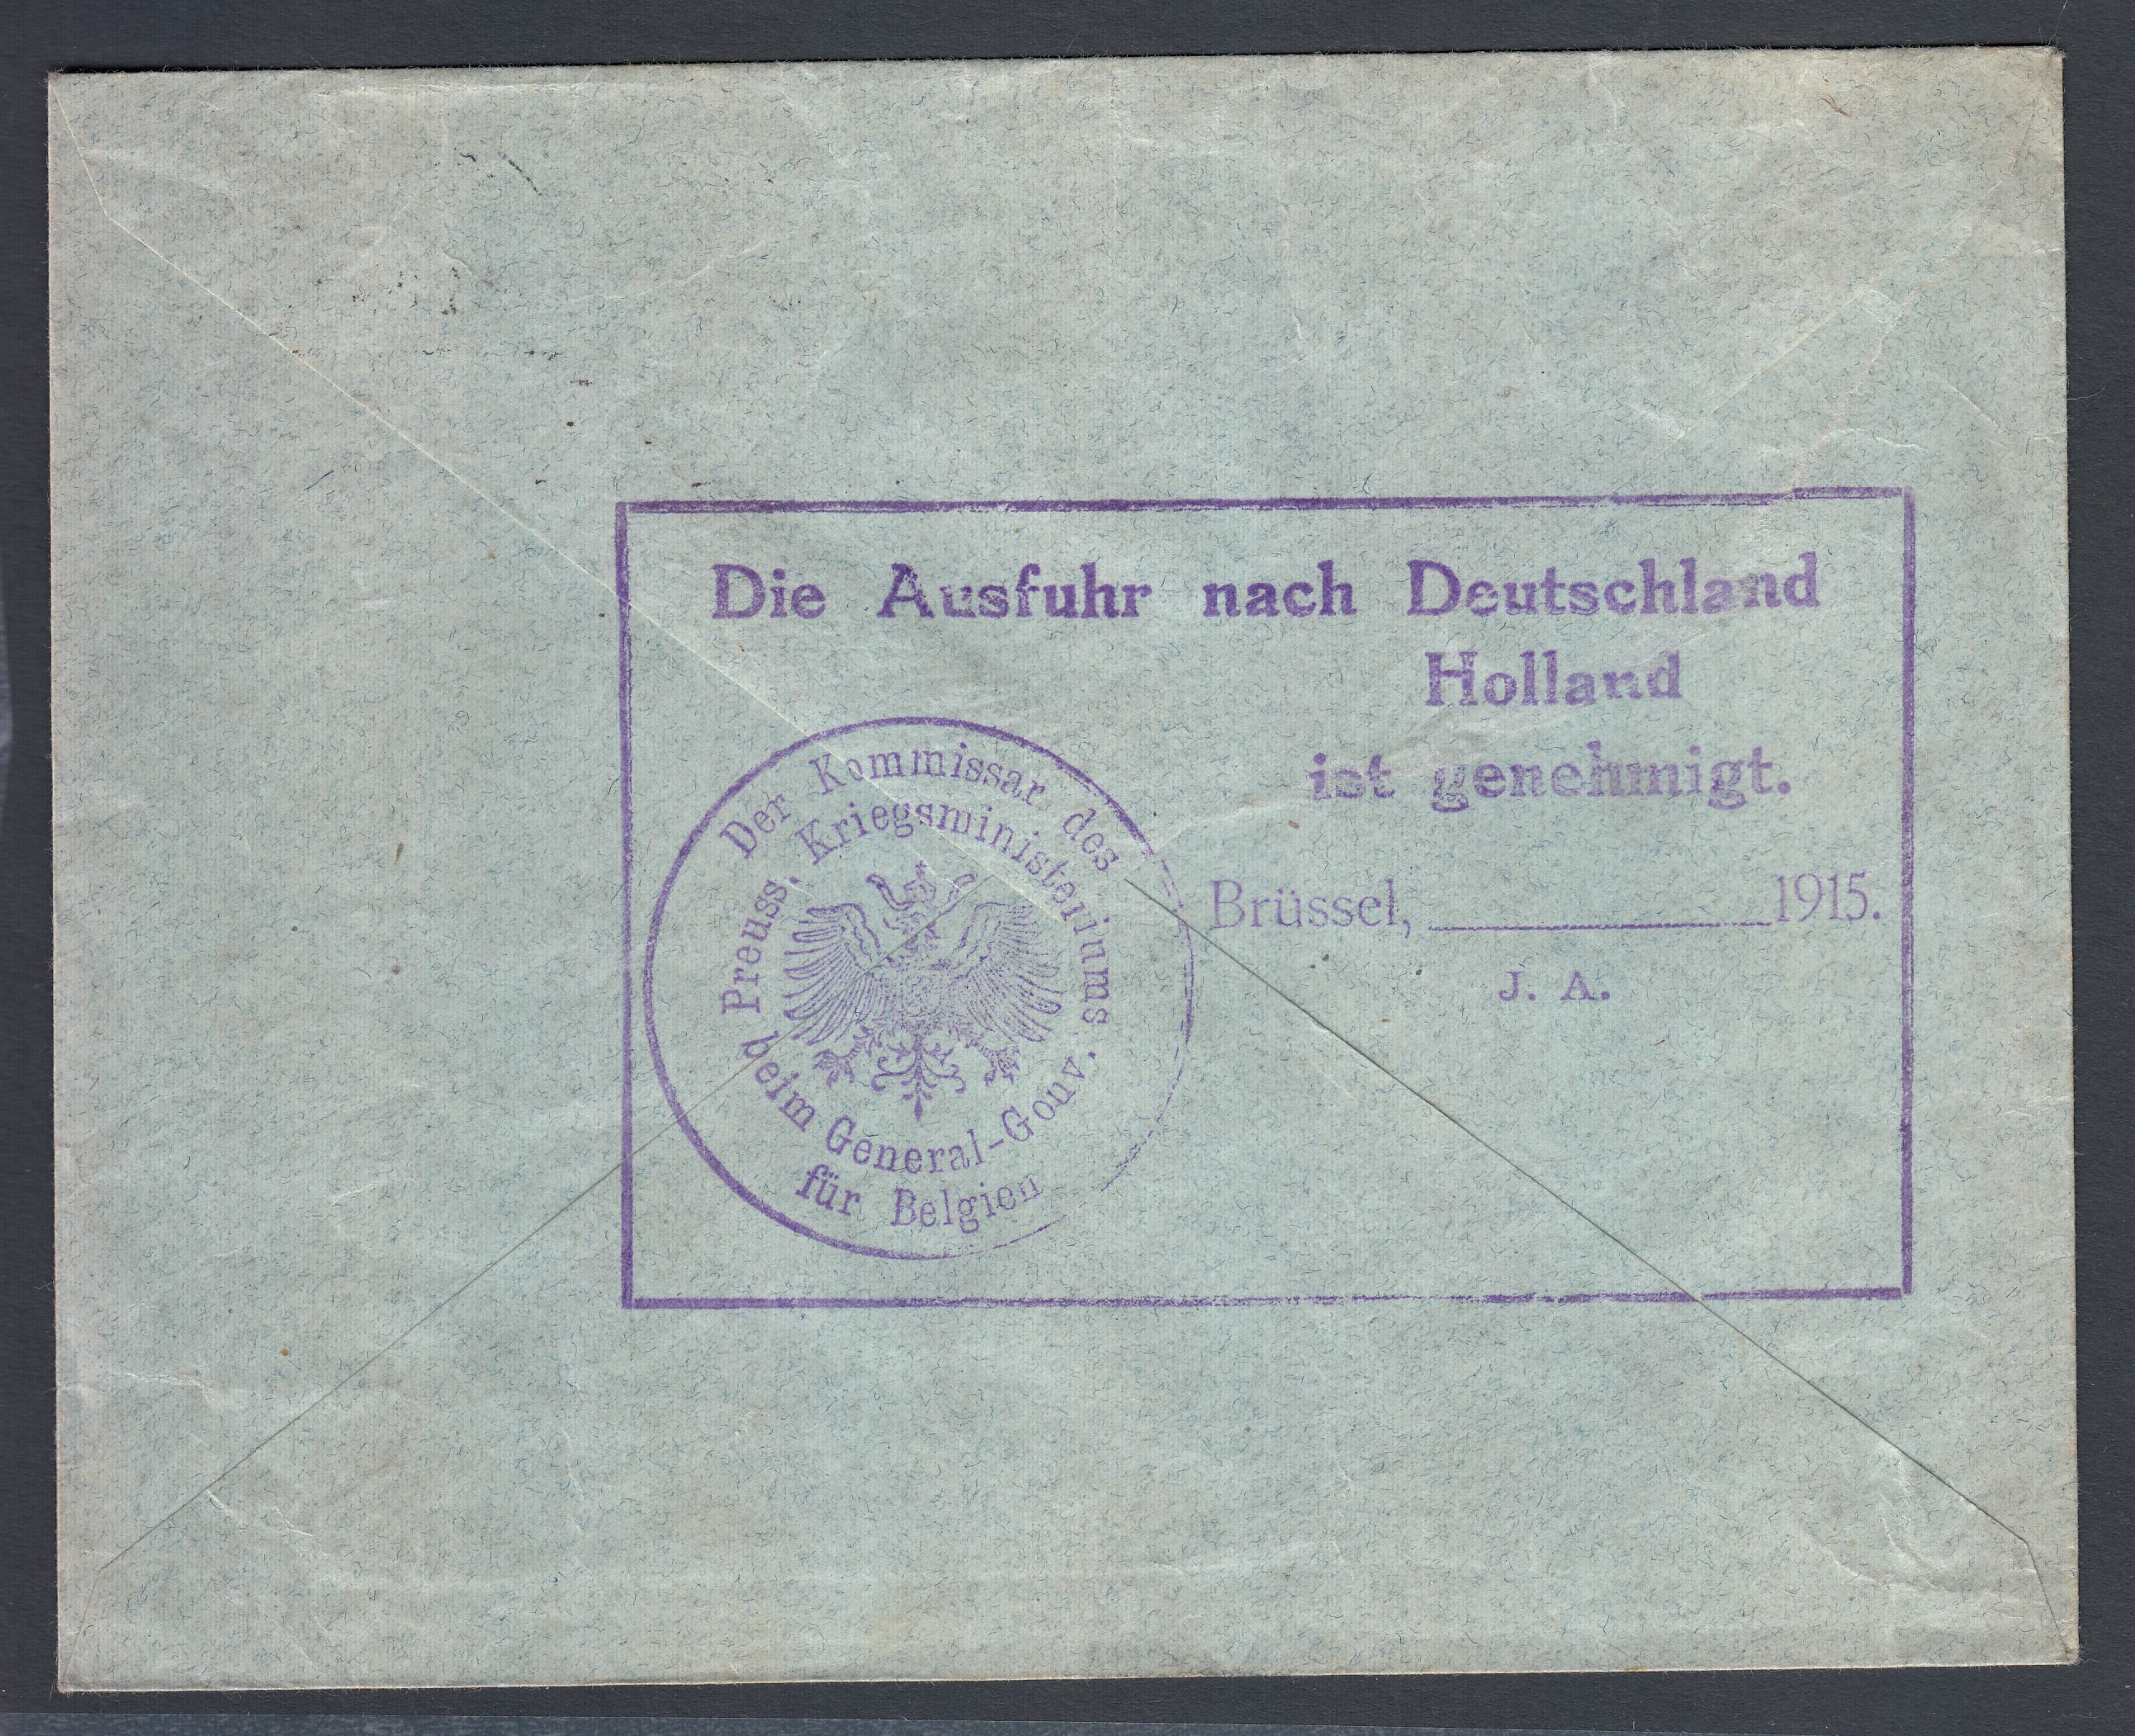 Die Ausfuhr nach Deutschland
Holland
ist genehmigt.
Brüssel, 1915.
J. A.
Der Kommissar des
Preuss. Kriegsministeriums
beim General-Gouv.
für Belgien